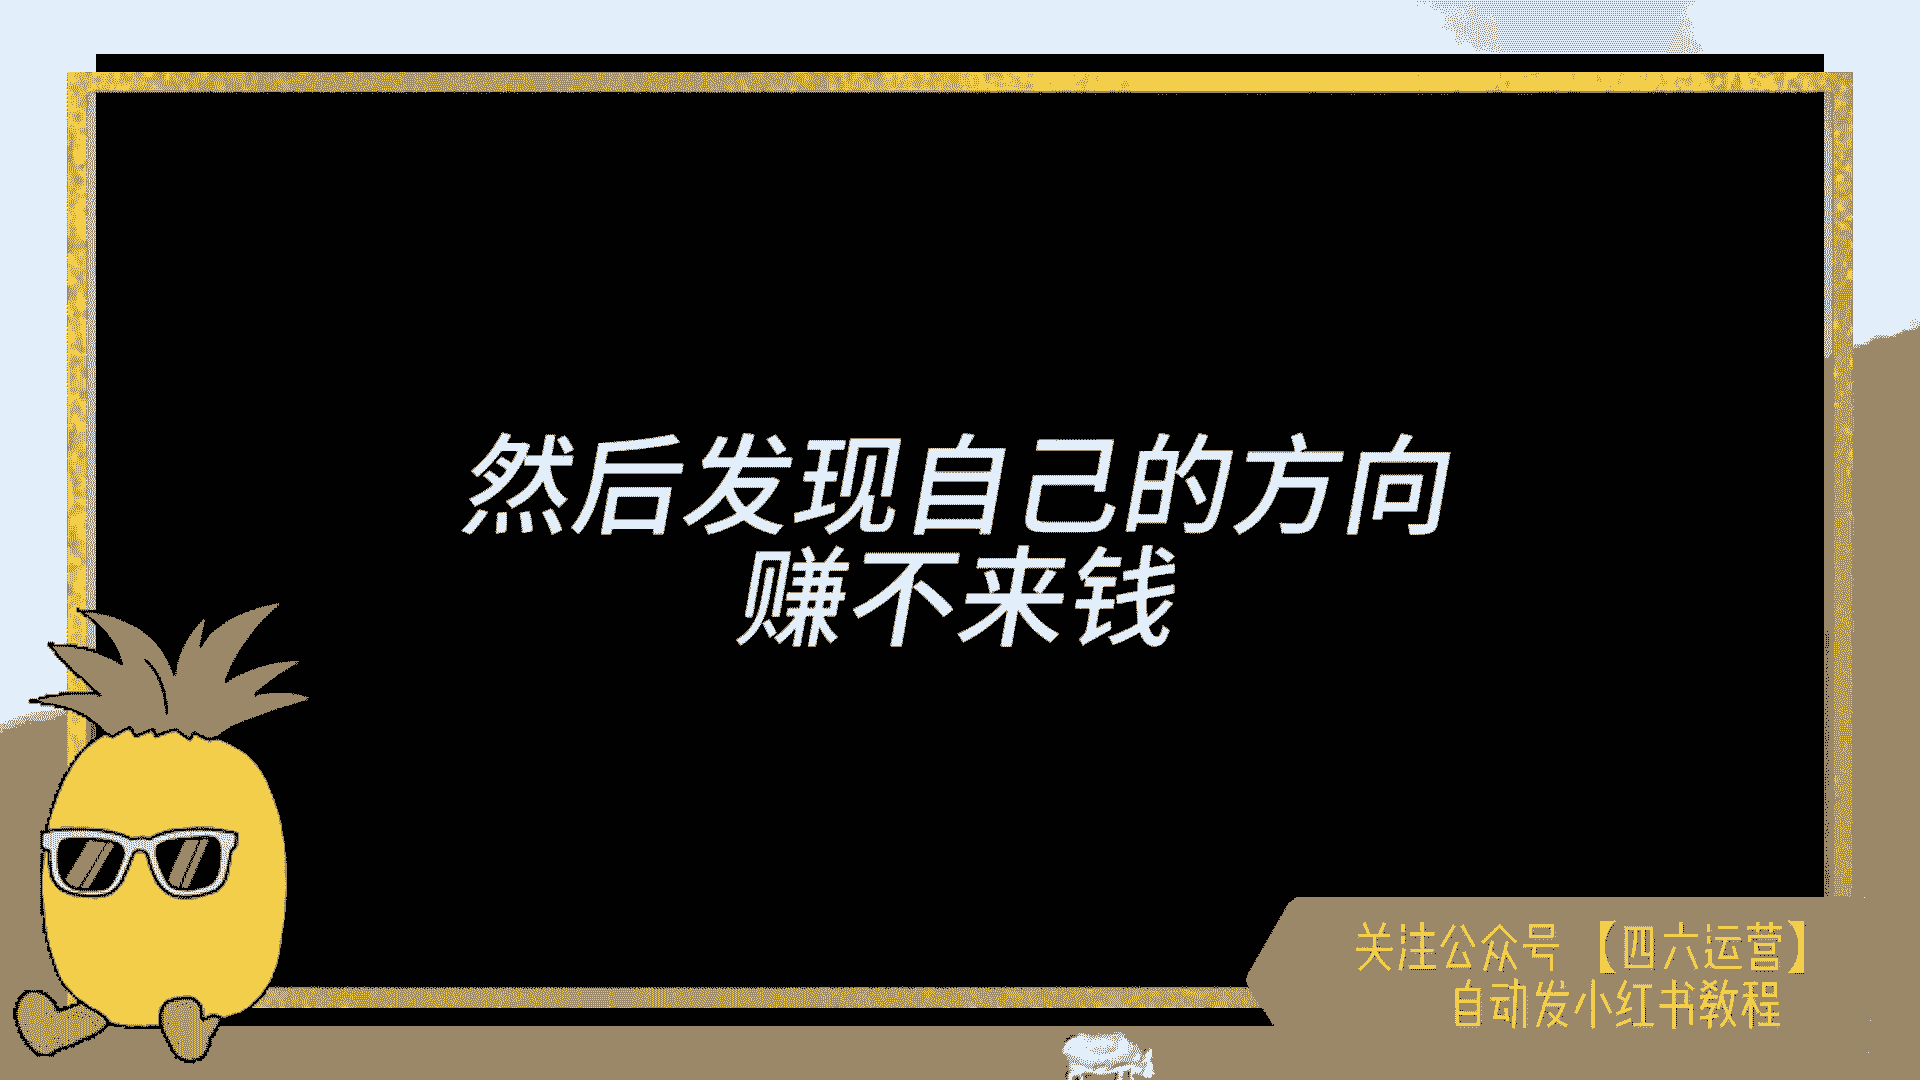 然后发现自己的方向
赚不来钱
关注公众号【四六运营】
自动发小红书教程